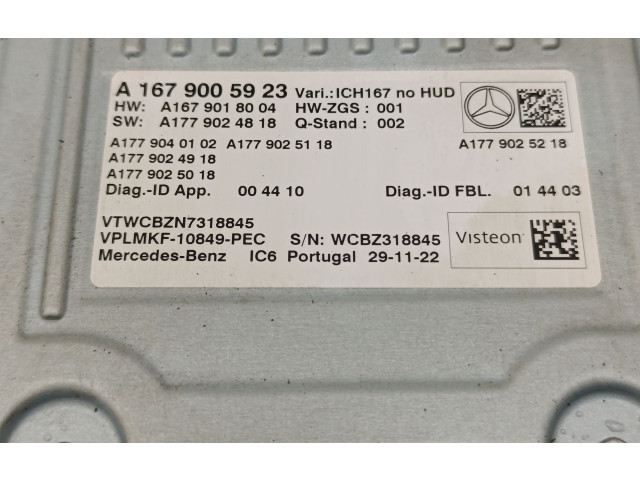 A 167 900 59 23 Vari.:ICH167 no HUD
HW: A167 901 80 04 HW-ZGS : 001
SW: A177 902 48 18 Q-Stand : 002
A177 904 01 02 A177 902 51 18 A177 902 52 18
A177 902 49 18
A177 902 50 18
Diag.-ID App. 00 44 10 Diag.-ID FBL. 01 44 03
VTWCBZN7318845
VPLMKF-10849-PEC S/N: WCBZ318845 Visteon
Mercedes-Benz IC6 Portugal 29-11-22